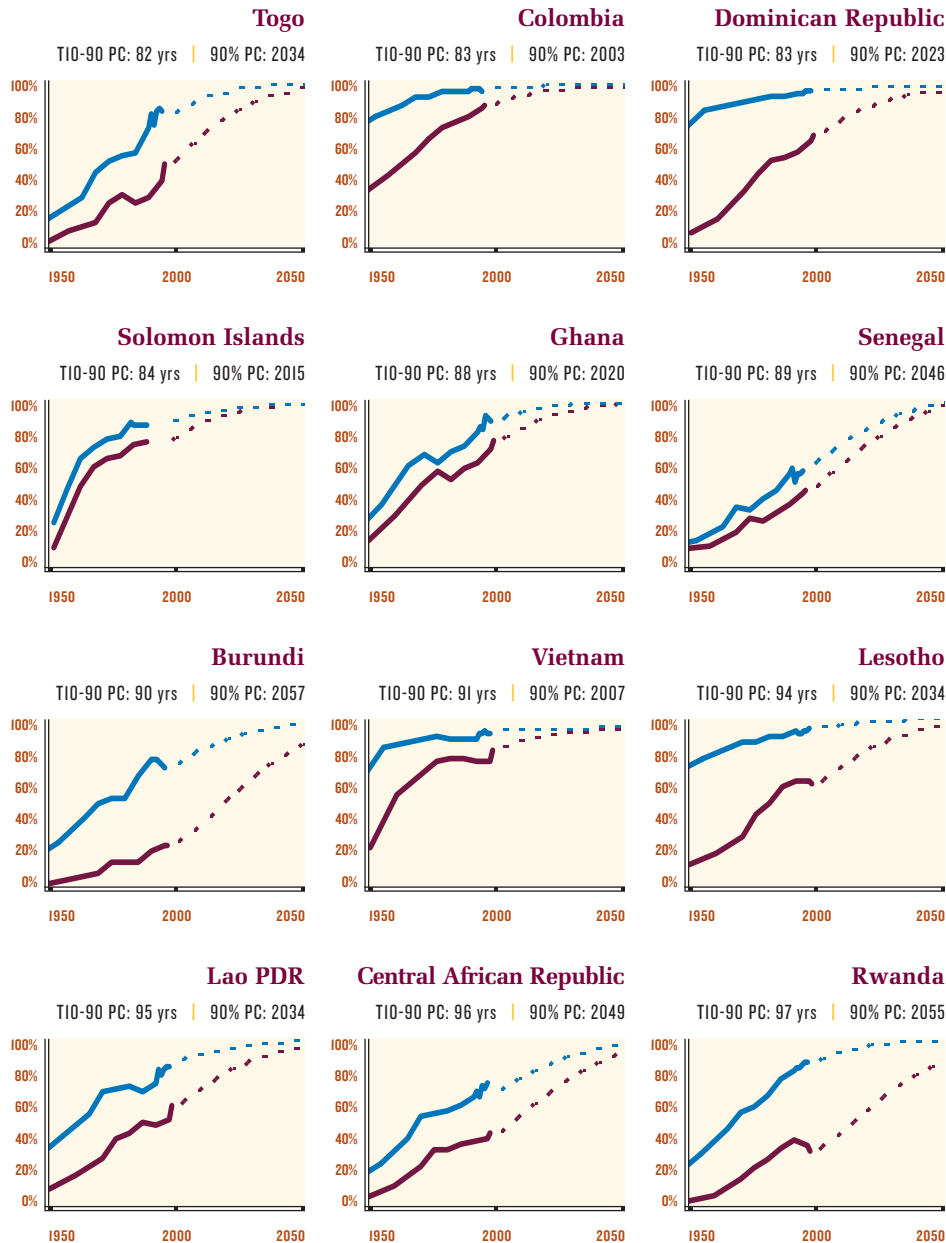 Togo
T10-90 PC: 82 yrs | 90% PC: 2034
100%
80%
60%
40%
20%
0%
1950 2000 2050
Colombia
T10-90 PC: 83 yrs | 90% PC: 2003
100%
80%
60%
40%
20%
0%
1950 2000 2050
Dominican Republic
T10-90 PC: 83 yrs | 90% PC: 2023
100%
80%
60%
40%
20%
0%
1950 2000 2050
Solomon Islands
T10-90 PC: 84 yrs | 90% PC: 2015
100%
80%
60%
40%
20%
0%
1950 2000 2050
Ghana
T10-90 PC: 88 yrs | 90% PC: 2020
100%
80%
60%
40%
20%
0%
1950 2000 2050
Senegal
T10-90 PC: 89 yrs | 90% PC: 2046
100%
80%
60%
40%
20%
0%
1950 2000 2050
Burundi
T10-90 PC: 90 yrs | 90% PC: 2057
100%
80%
60%
40%
20%
0%
1950 2000 2050
Vietnam
T10-90 PC: 91 yrs | 90% PC: 2007
100%
80%
60%
40%
20%
0%
1950 2000 2050
Lesotho
T10-90 PC: 94 yrs | 90% PC: 2034
100%
80%
60%
40%
20%
0%
1950 2000 2050
Lao PDR
T10-90 PC: 95 yrs | 90% PC: 2034
100%
80%
60%
40%
20%
0%
1950 2000 2050
Central African Republic
T10-90 PC: 96 yrs | 90% PC: 2049
100%
80%
60%
40%
20%
0%
1950 2000 2050
Rwanda
T10-90 PC: 97 yrs | 90% PC: 2055
100%
80%
60%
40%
20%
0%
1950 2000 2050